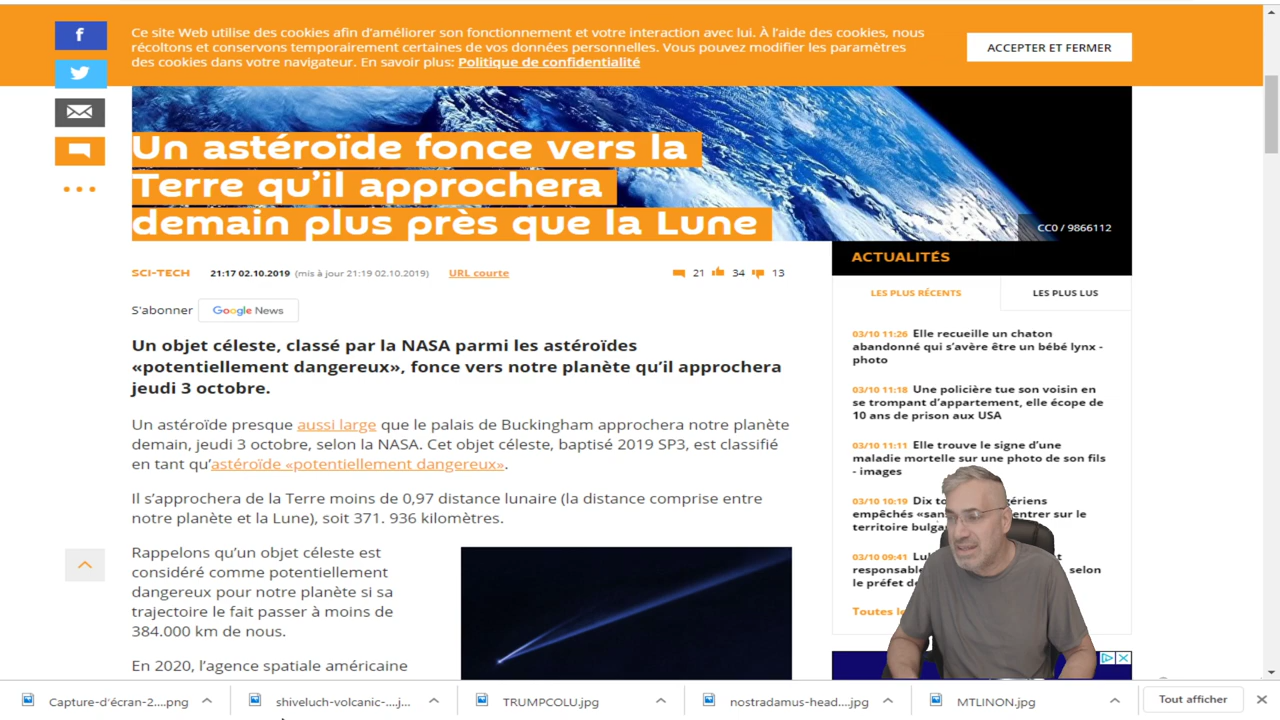 Ce site Web utilise des cookies afin d'améliorer son fonctionnement et votre interaction avec lui. À l'aide des cookies, nous
récoltons et conservons temporairement certaines de vos données personnelles. Vous pouvez modifier les paramètres
des cookies dans votre navigateur. En savoir plus: Politique de confidentialité
ACCEPTER ET FERMER
Un astéroïde fonce vers la
Terre qu'il approchera
demain plus près que la Lune
CC0 / 9866112
SCI-TECH 21:17 02.10.2019 (mis à jour 21:19 02.10.2019) URL courte 21 34 13
S'abonner Google News
Un objet céleste, classé par la NASA parmi les astéroïdes
«potentiellement dangereux», fonce vers notre planète qu'il approchera
jeudi 3 octobre.
Un astéroïde presque aussi large que le palais de Buckingham approchera notre planète
demain, jeudi 3 octobre, selon la NASA. Cet objet céleste, baptisé 2019 SP3, est classifié
en tant qu'astéroïde «potentiellement dangereux».
Il s'approchera de la Terre moins de 0,97 distance lunaire (la distance comprise entre
notre planète et la Lune), soit 371. 936 kilomètres.
Rappelons qu'un objet céleste est
considéré comme potentiellement
dangereux pour notre planète si sa
trajectoire le fait passer à moins de
384.000 km de nous.
En 2020, l'agence spatiale américaine
ACTUALITÉS
LES PLUS RÉCENTS LES PLUS LUS
03/10 11:26 Elle recueille un chaton
abandonné qui s'avère être un bébé lynx -
photo
03/10 11:18 Une policière tue son voisin en
se trompant d'appartement, elle écope de
10 ans de prison aux USA
03/10 11:11 Elle trouve le signe d'une
maladie mortelle sur une photo de son fils
- images
03/10 10:19 Dix
empêchés entrer sur le
territoire
03/10 09:41
selon
le préfet
Capture-d'écran-2....png
shiveluch-volcanic-....j...
TRUMPCOLU.jpg
nostradamus-head....jpg
MTLINON.jpg
Tout afficher